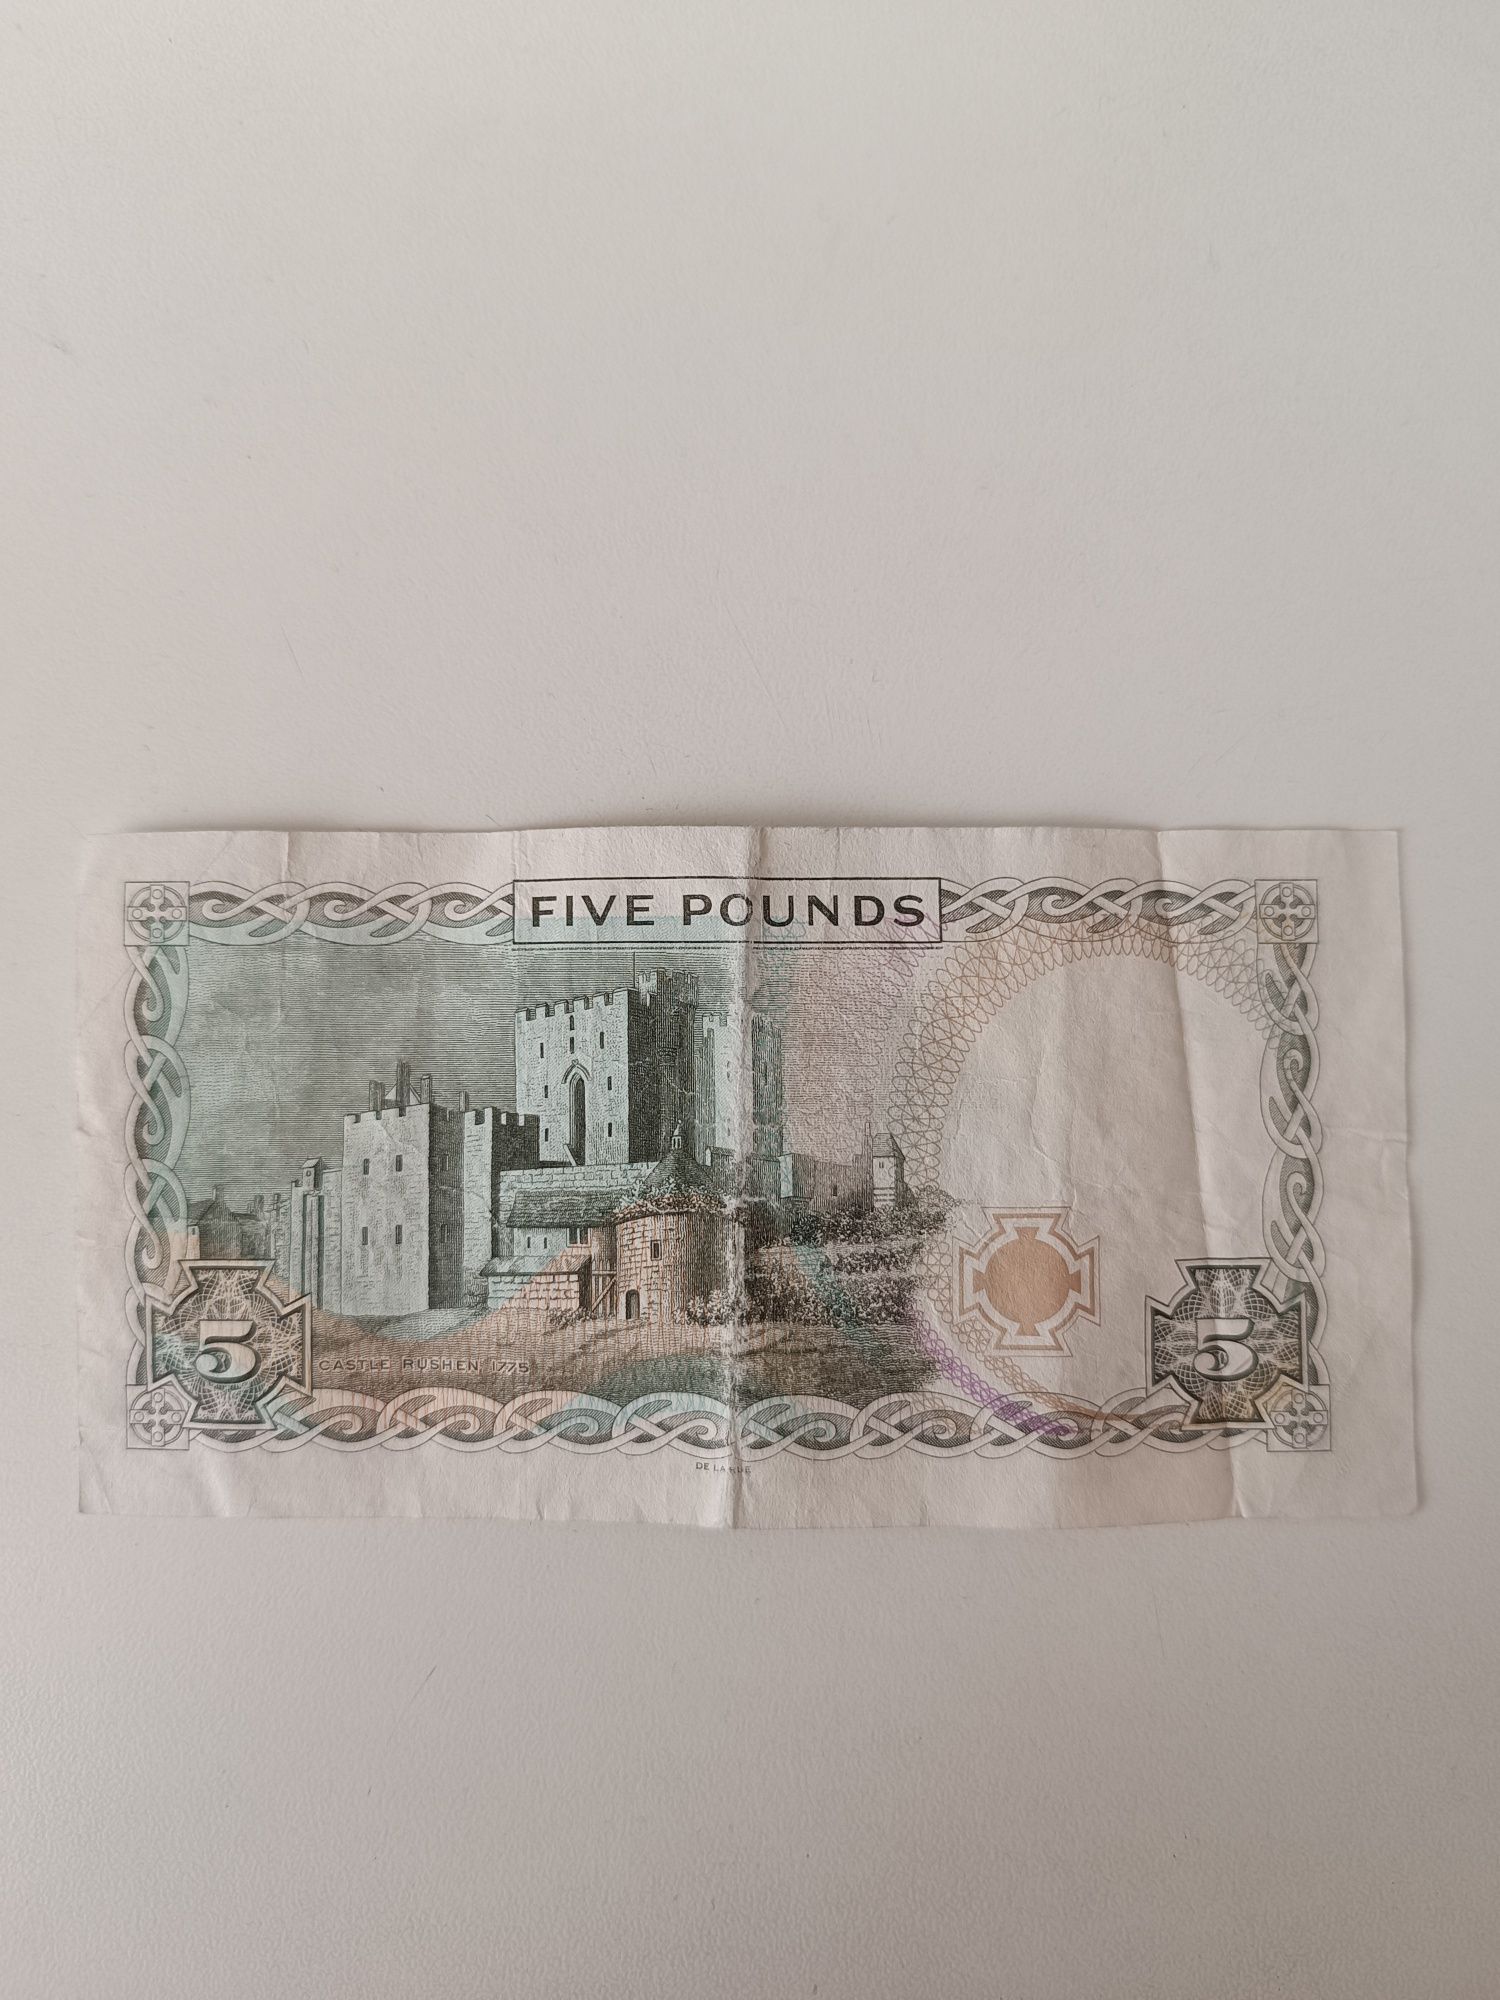 FIVE POUNDS
5
CASTLE RUSHEN 1775
5
DE LA RUE